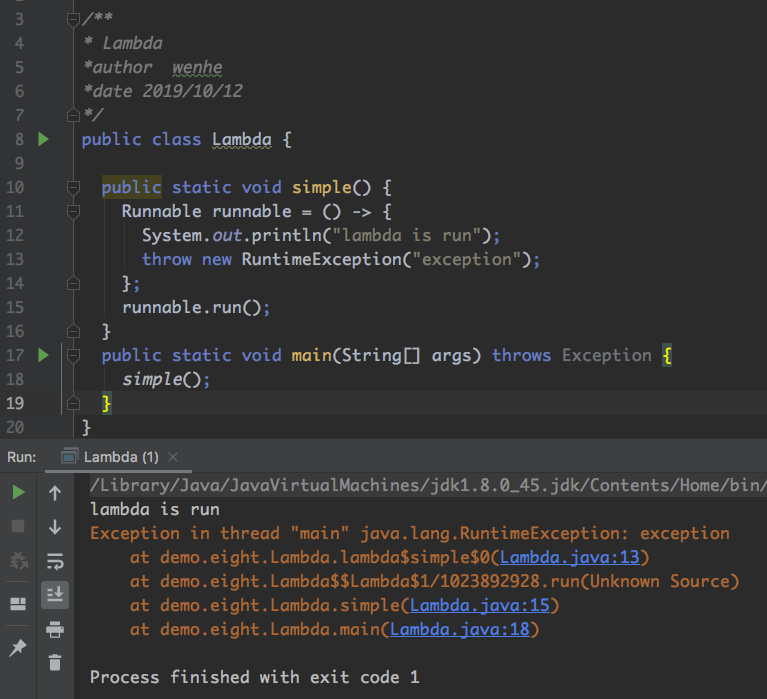 3 /**
4 * Lambda
5 *author wenhe
6 *date 2019/10/12
7 */
8 public class Lambda {
9
10 public static void simple() {
11 Runnable runnable = () -> {
12 System.out.println("lambda is run");
13 throw new RuntimeException("exception");
14 };
15 runnable.run();
16 }
17 public static void main(String[] args) throws Exception {
18 simple();
19 }
20 }
Run: Lambda (1) ×
/Library/Java/JavaVirtualMachines/jdk1.8.0_45.jdk/Contents/Home/bin/
lambda is run
Exception in thread "main" java.lang.RuntimeException: exception
at demo.eight.Lambda.lambda$simple$0(Lambda.java:13)
at demo.eight.Lambda$$Lambda$1/1023892928.run(Unknown Source)
at demo.eight.Lambda.simple(Lambda.java:15)
at demo.eight.Lambda.main(Lambda.java:18)
Process finished with exit code 1